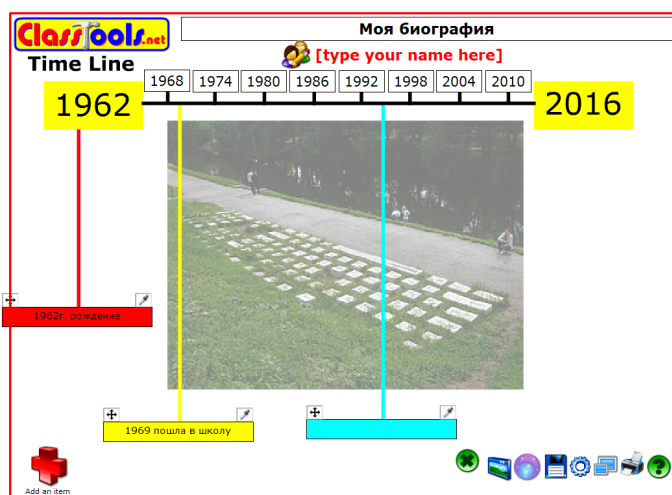 ClassTools.net
Time Line
Моя биография
[type your name here]
1962
1968
1974
1980
1986
1992
1998
2004
2010
2016
1962г. рождение
1969 пошла в школу
Add an item
?